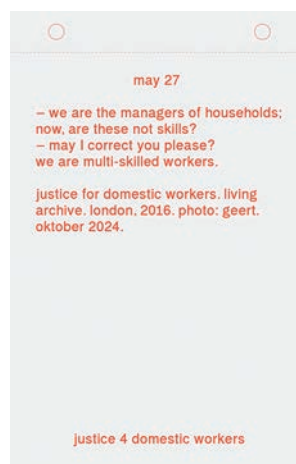 may 27
– we are the managers of households;
now, are these not skills?
– may I correct you please?
we are multi-skilled workers.
justice for domestic workers. living
archive. london, 2016. photo: geert.
oktober 2024.
justice 4 domestic workers